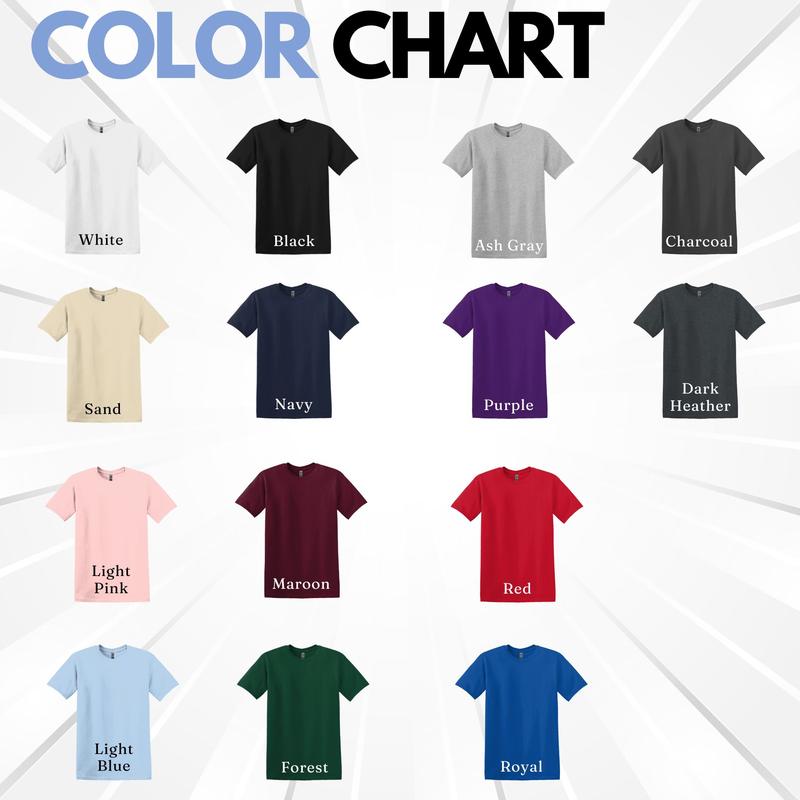 COLOR CHART
White
Black
Ash Gray
Charcoal
Sand
Navy
Purple
Dark
Heather
Light
Pink
Maroon
Red
Light
Blue
Forest
Royal